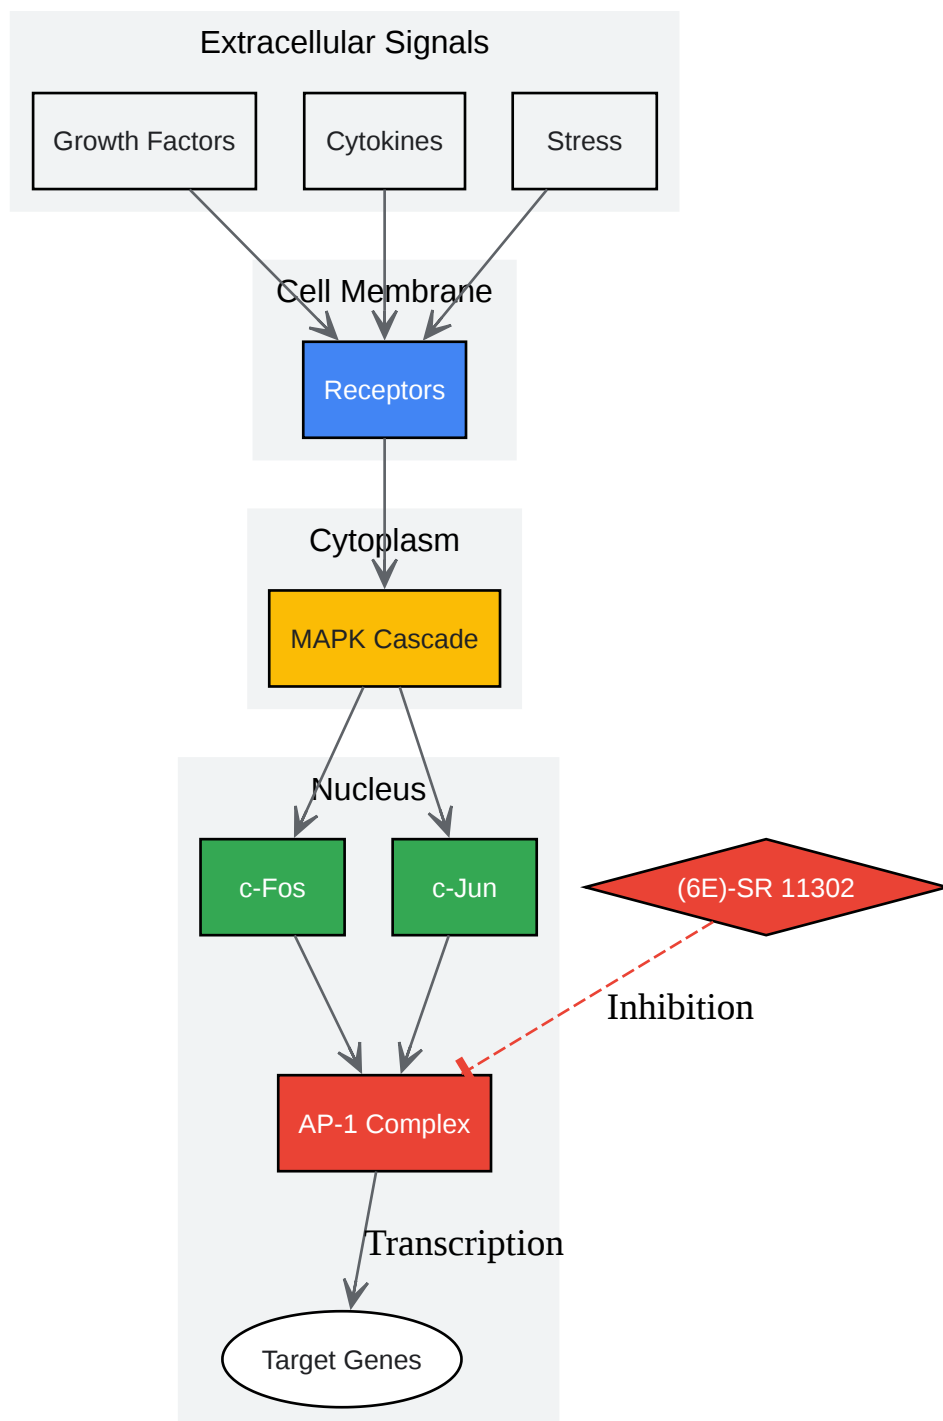 Extracellular Signals
Growth Factors
Cytokines
Stress
Cell Membrane
Receptors
Cytoplasm
MAPK Cascade
Nucleus
c-Fos
c-Jun
(6E)-SR 11302
Inhibition
AP-1 Complex
Transcription
Target Genes